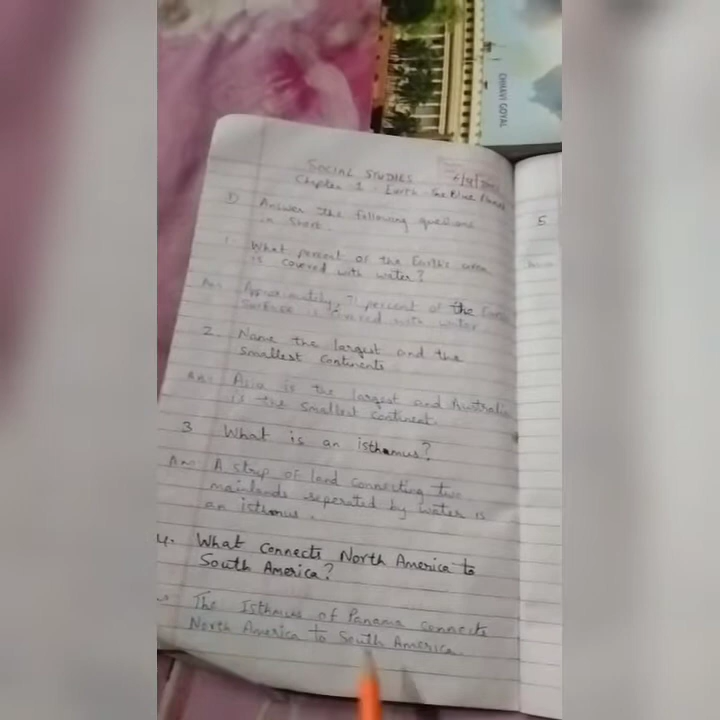 SOCIAL STUDIES
Chapter 1 : Earth - The Blue Planet
Answer the following questions
in short.
1. What percent of the Earth's area
is covered with water?
Ans Approximately 71 percent of the
surface is covered with water
2. Name the largest and the
smallest continents
Ans Asia is the largest and Australia
is the smallest continent.
3 What is an isthmus?
Ans A strip of land connecting two
mainlands seperated by water is
an isthmus.
4. What connects North America to
South America?
The Isthmus of Panama connects
North America to South America.
5
CHHAVI GOYAL